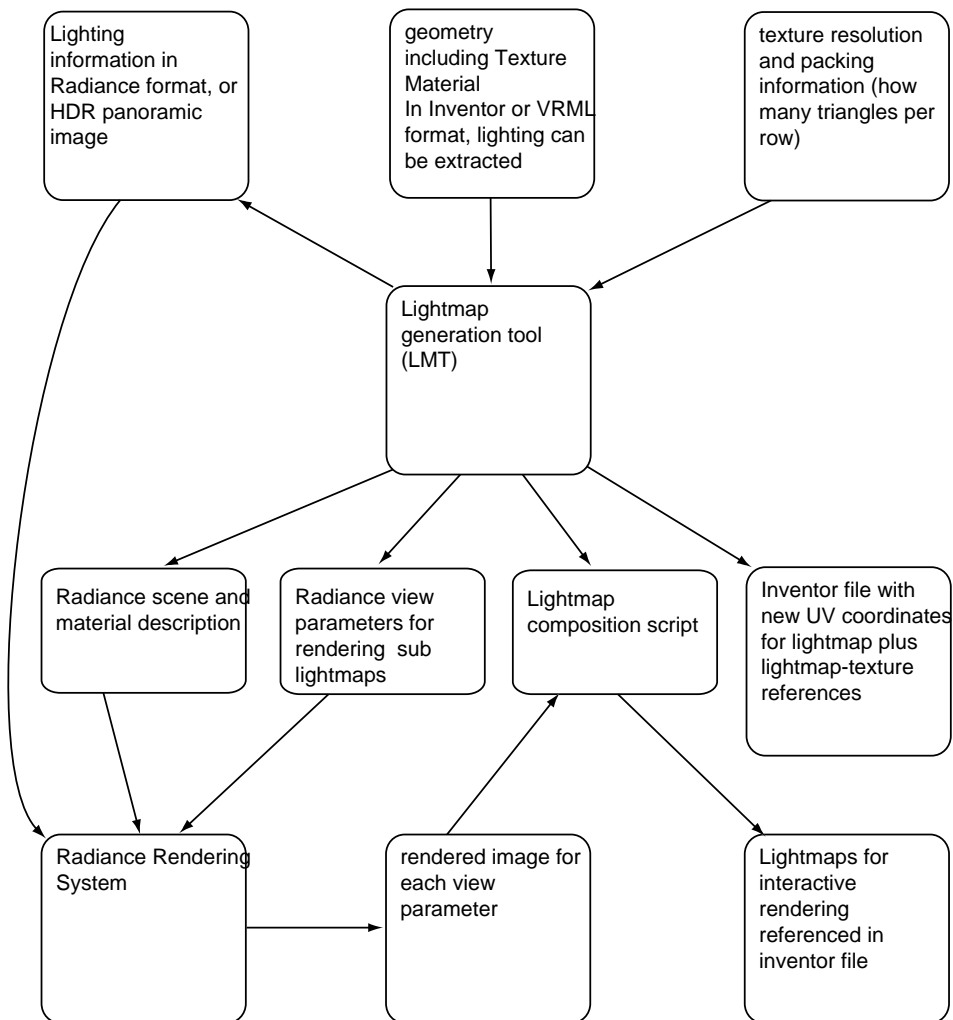 Lighting
information in
Radiance format, or
HDR panoramic
image
geometry
including Texture
Material
In Inventor or VRML
format, lighting can
be extracted
texture resolution
and packing
information (how
many triangles per
row)
Lightmap
generation tool
(LMT)
Radiance scene and
material description
Radiance view
parameters for
rendering  sub
lightmaps
Lightmap
composition script
Inventor file with
new UV coordinates
for lightmap plus
lightmap-texture
references
Radiance Rendering
System
rendered image for
each view
parameter
Lightmaps for
interactive
rendering
referenced in
inventor file